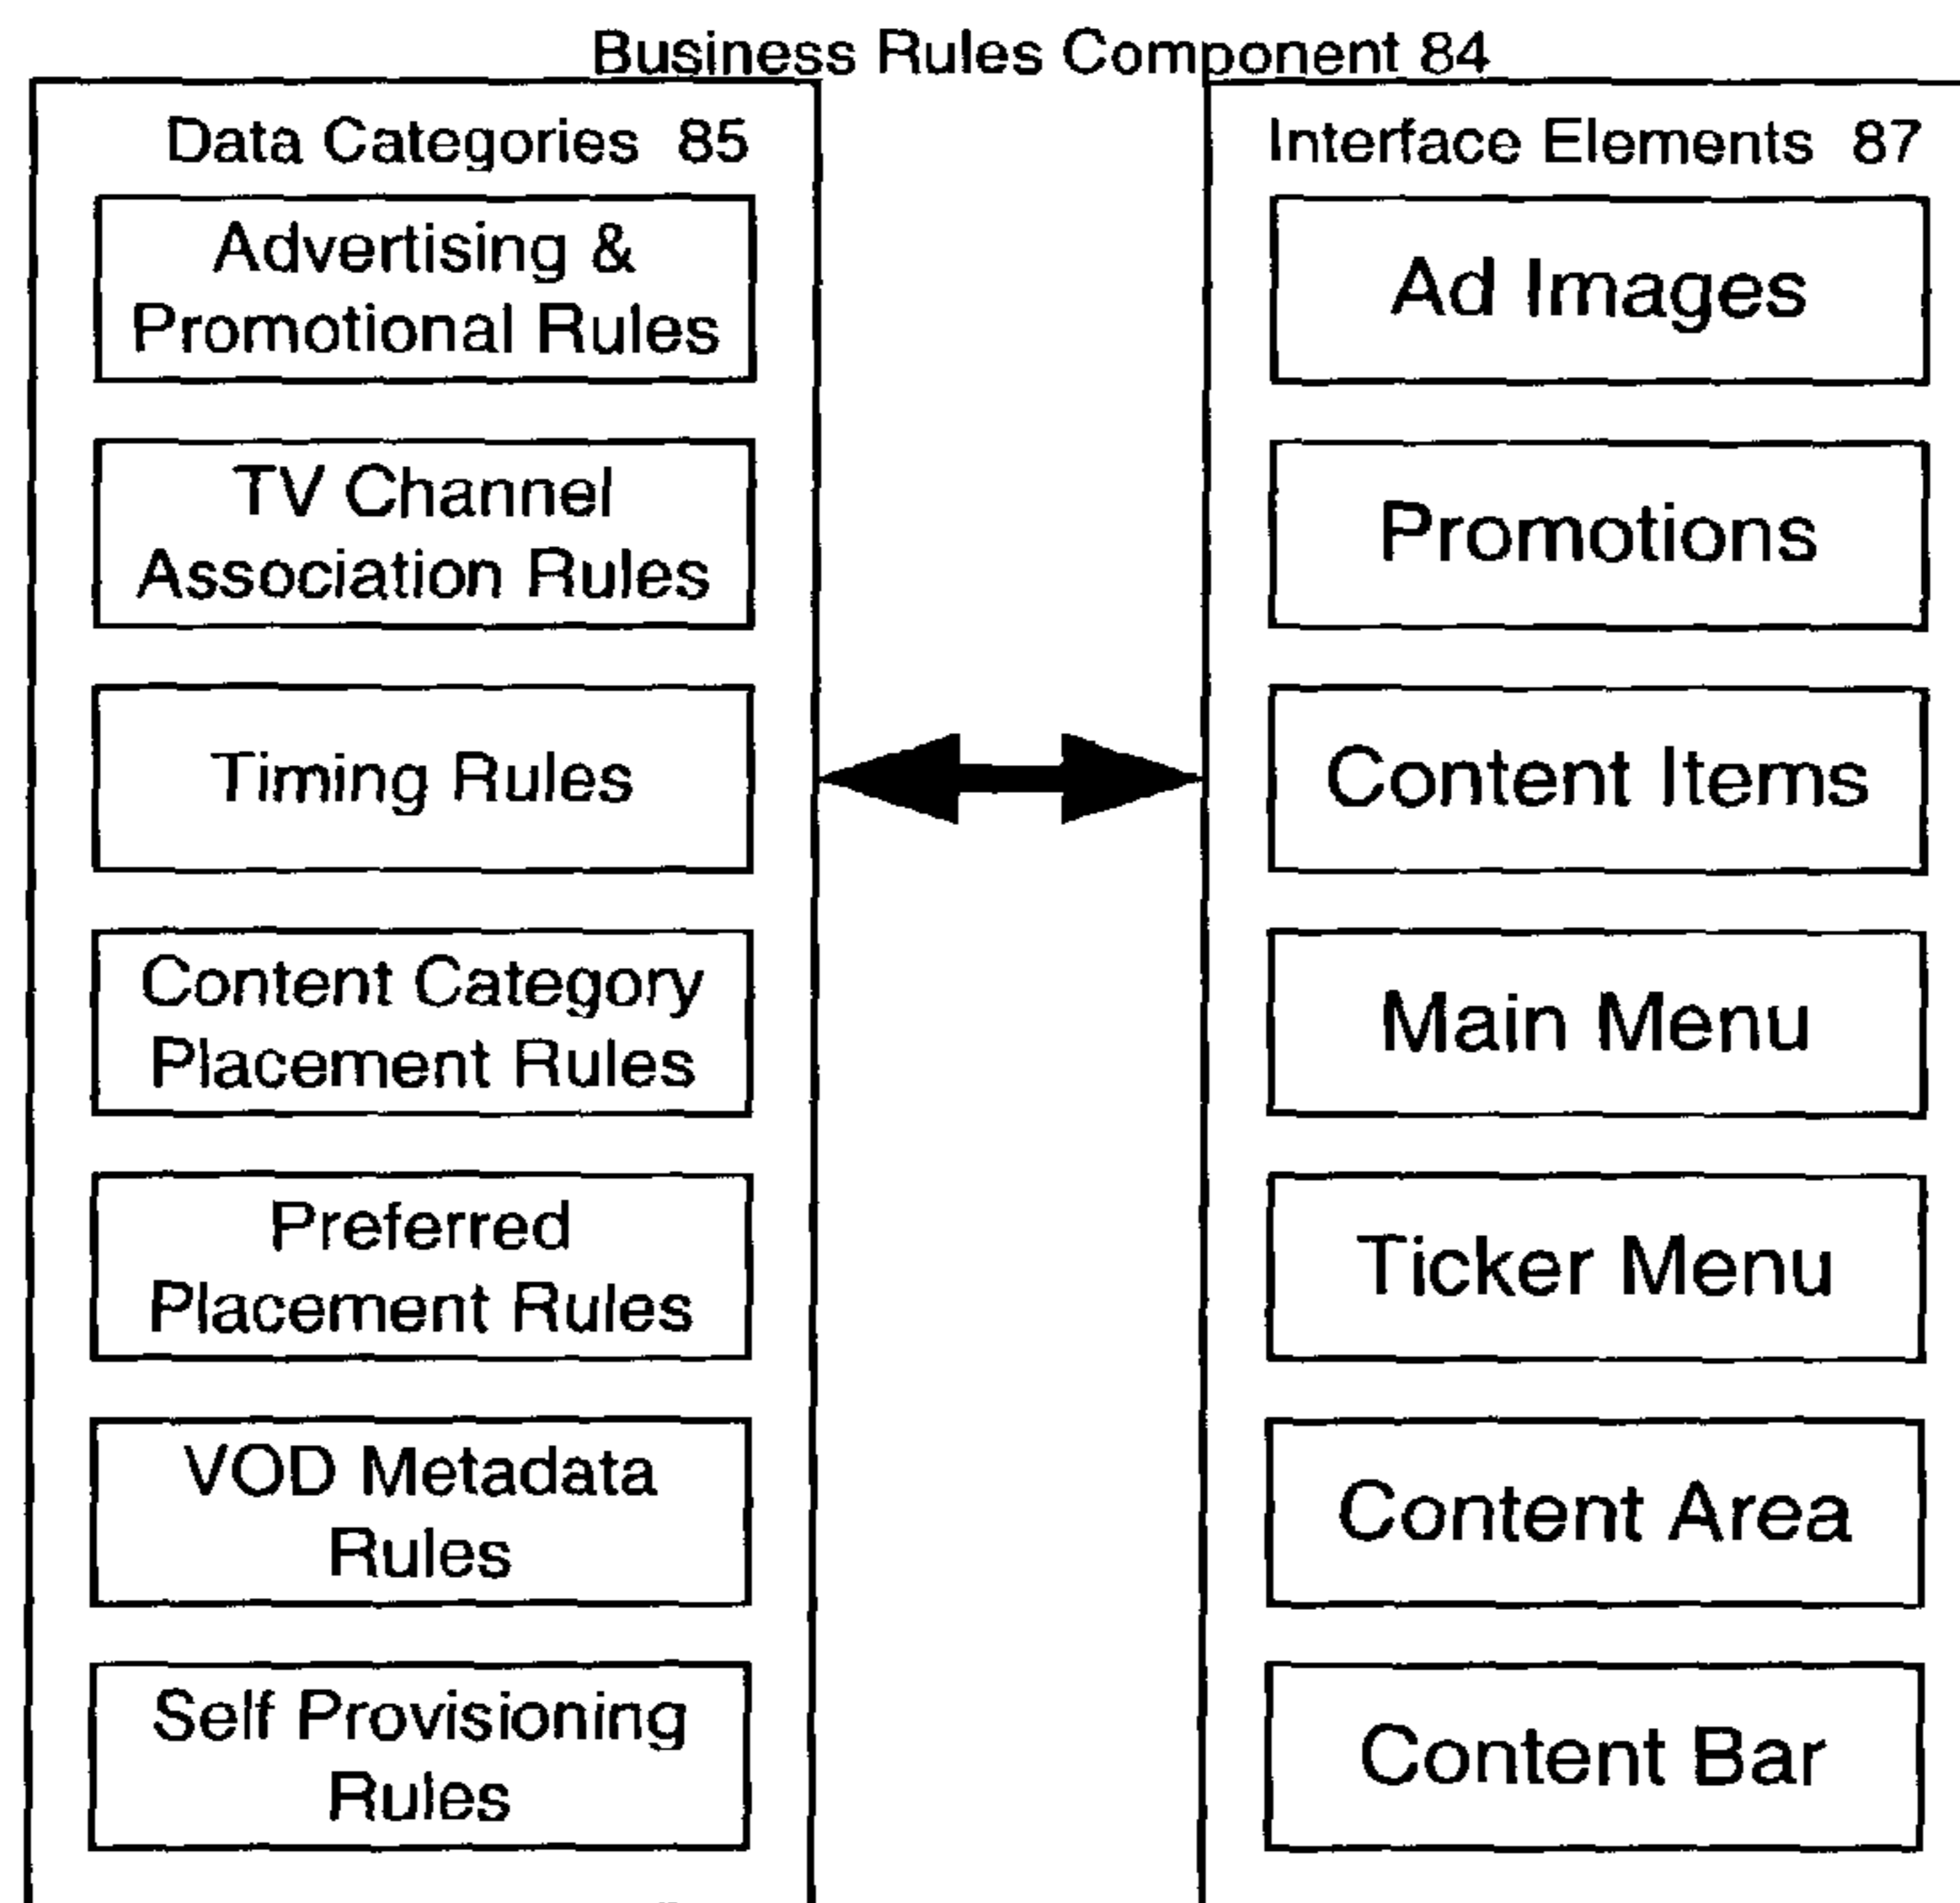 Business Rules Component 84
Data Categories 85
Advertising &
Promotional Rules
TV Channel
Association Rules
Timing Rules
Content Category
Placement Rules
Preferred
Placement Rules
VOD Metadata
Rules
Self Provisioning
Rules
Interface Elements 87
Ad Images
Promotions
Content Items
Main Menu
Ticker Menu
Content Area
Content Bar